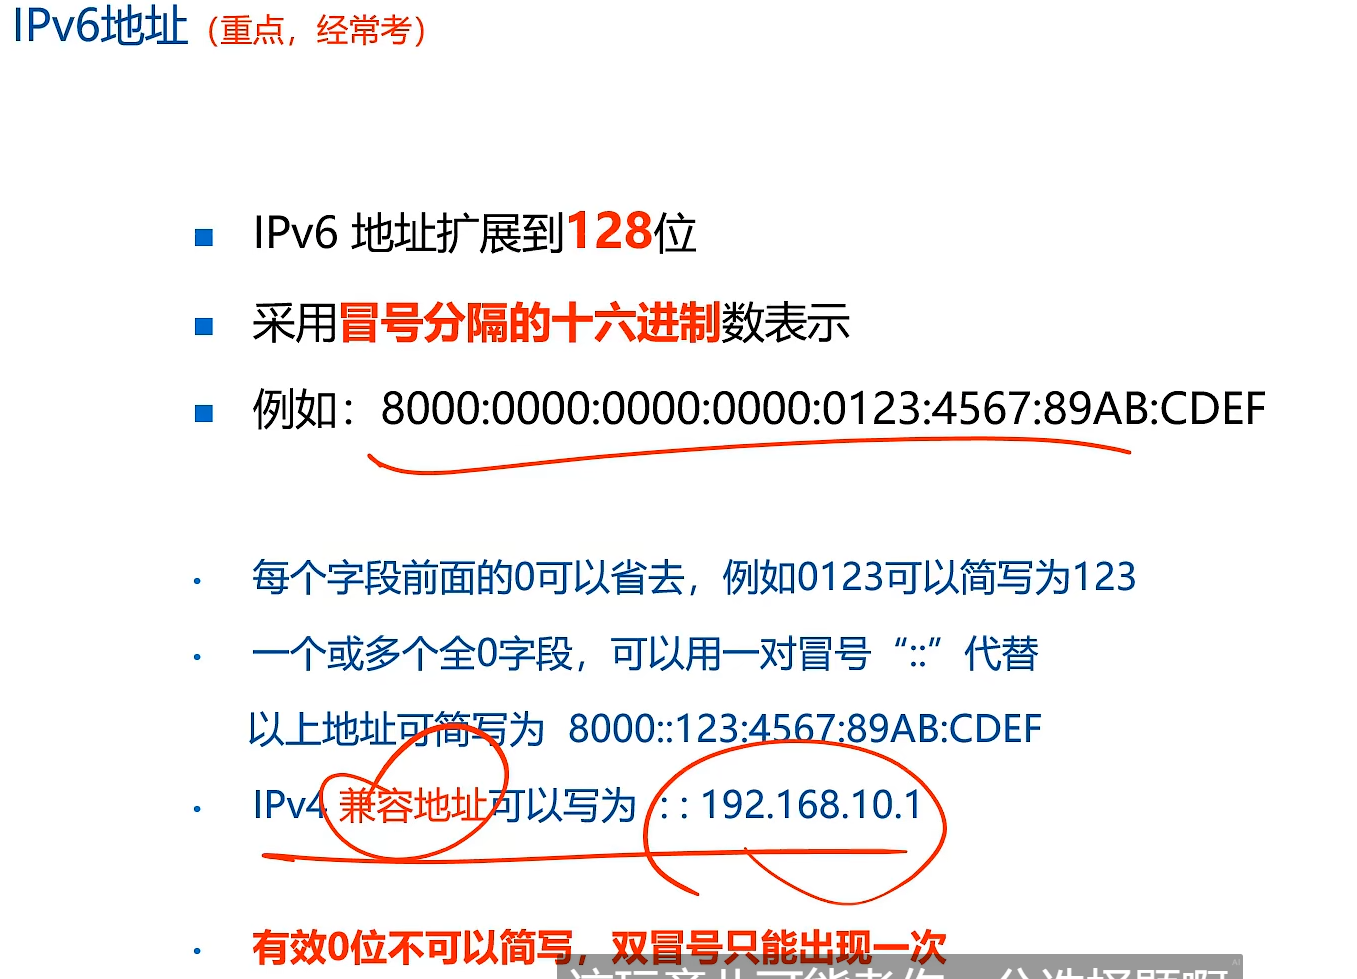 IPv6地址（重点，经常考）
IPv6 地址扩展到128位
采用冒号分隔的十六进制数表示
例如：8000:0000:0000:0000:0123:4567:89AB:CDEF
每个字段前面的0可以省去，例如0123可以简写为123
一个或多个全0字段，可以用一对冒号“::”代替
以上地址可简写为 8000::123:4567:89AB:CDEF
IPv4 兼容地址可以写为 : : 192.168.10.1
有效0位不可以简写，双冒号只能出现一次